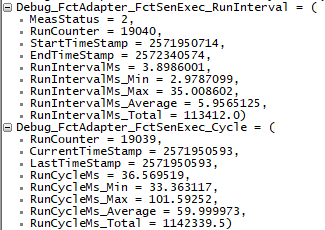 Debug_FctAdapter_FctSenExec_RunInterval = (
MeasStatus = 2,
RunCounter = 19040,
StartTimeStamp = 2571950714,
EndTimeStamp = 2572340574,
RunIntervalMs = 3.8986001,
RunIntervalMs_Min = 2.9787099,
RunIntervalMs_Max = 35.008602,
RunIntervalMs_Average = 5.9565125,
RunIntervalMs_Total = 113412.0)
Debug_FctAdapter_FctSenExec_Cycle = (
RunCounter = 19039,
CurrentTimeStamp = 2571950593,
LastTimeStamp = 2571950593,
RunCycleMs = 36.569519,
RunCycleMs_Min = 33.363117,
RunCycleMs_Max = 101.59252,
RunCycleMs_Average = 59.999973,
RunCycleMs_Total = 1142339.5)